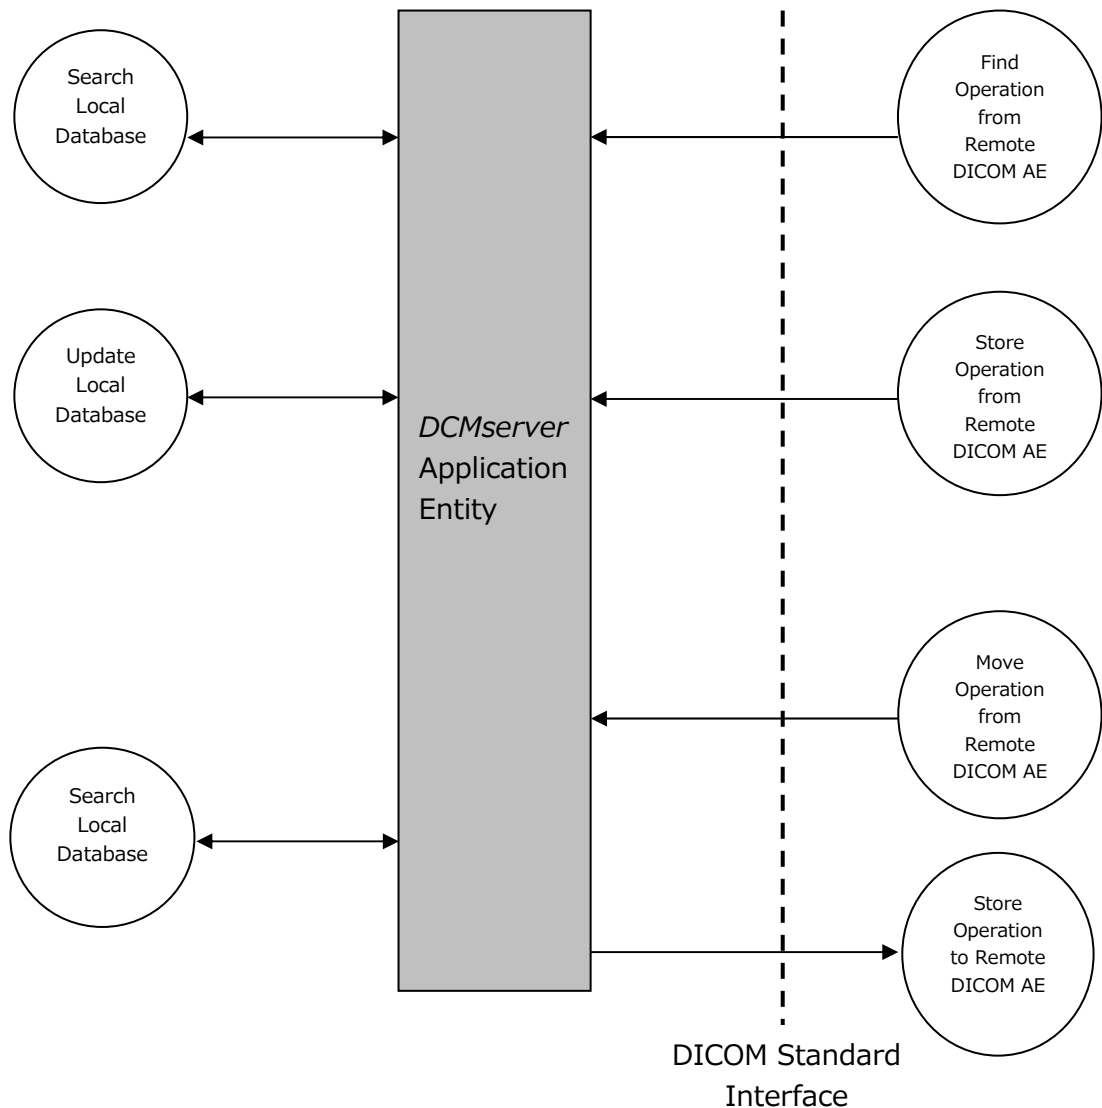 Search
Local
Database
Find
Operation
from
Remote
DICOM AE
Update
Local
Database
DCMserver
Application
Entity
Store
Operation
from
Remote
DICOM AE
Move
Operation
from
Remote
DICOM AE
Search
Local
Database
Store
Operation
to Remote
DICOM AE
DICOM Standard
Interface